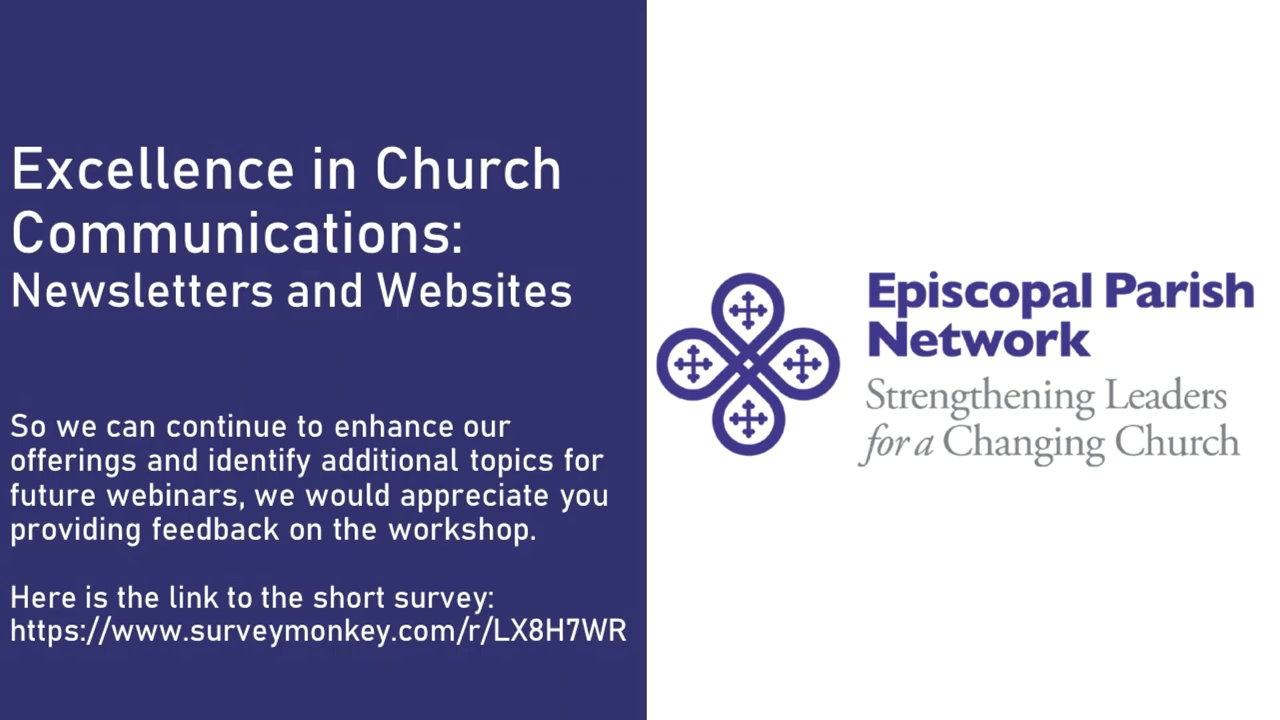 Excellence in Church
Communications:
Newsletters and Websites
So we can continue to enhance our
offerings and identify additional topics for
future webinars, we would appreciate you
providing feedback on the workshop.
Here is the link to the short survey:
https://www.surveymonkey.com/r/LX8H7WR
Episcopal Parish
Network
Strengthening Leaders
for a Changing Church